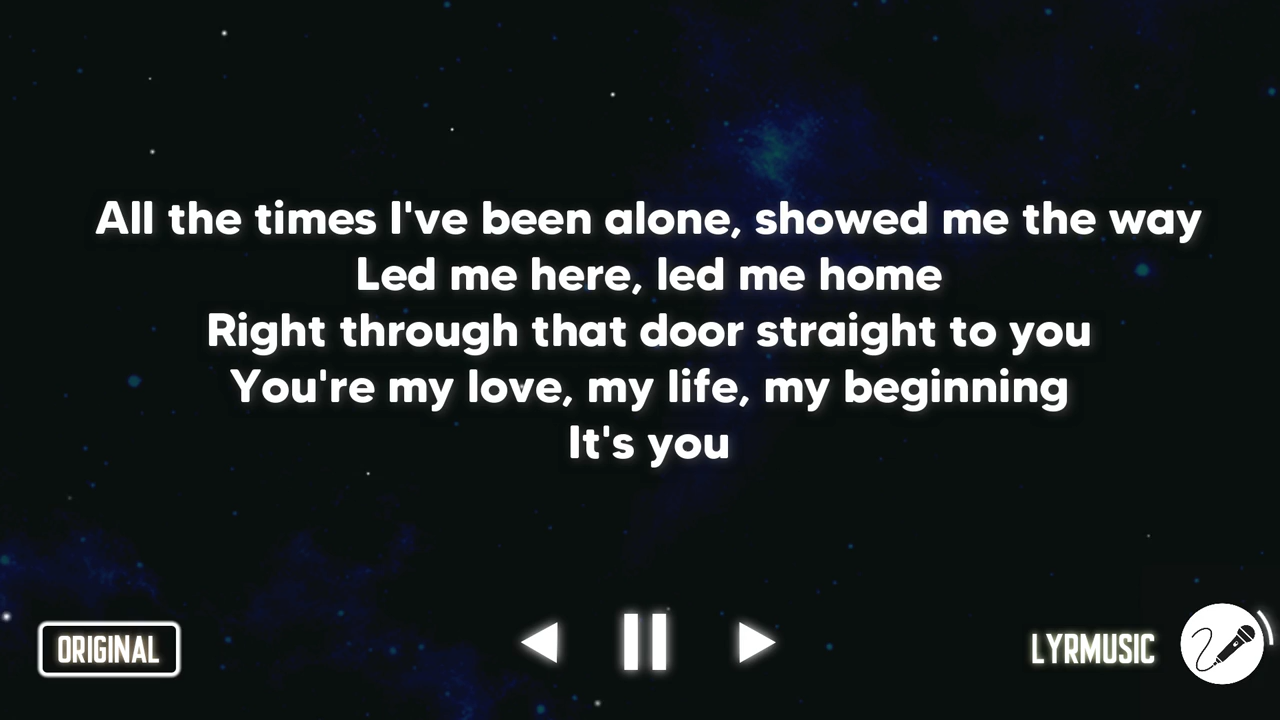 All the times I've been alone, showed me the way
Led me here, led me home
Right through that door straight to you
You're my love, my life, my beginning
It's you
ORIGINAL
LYRMUSIC